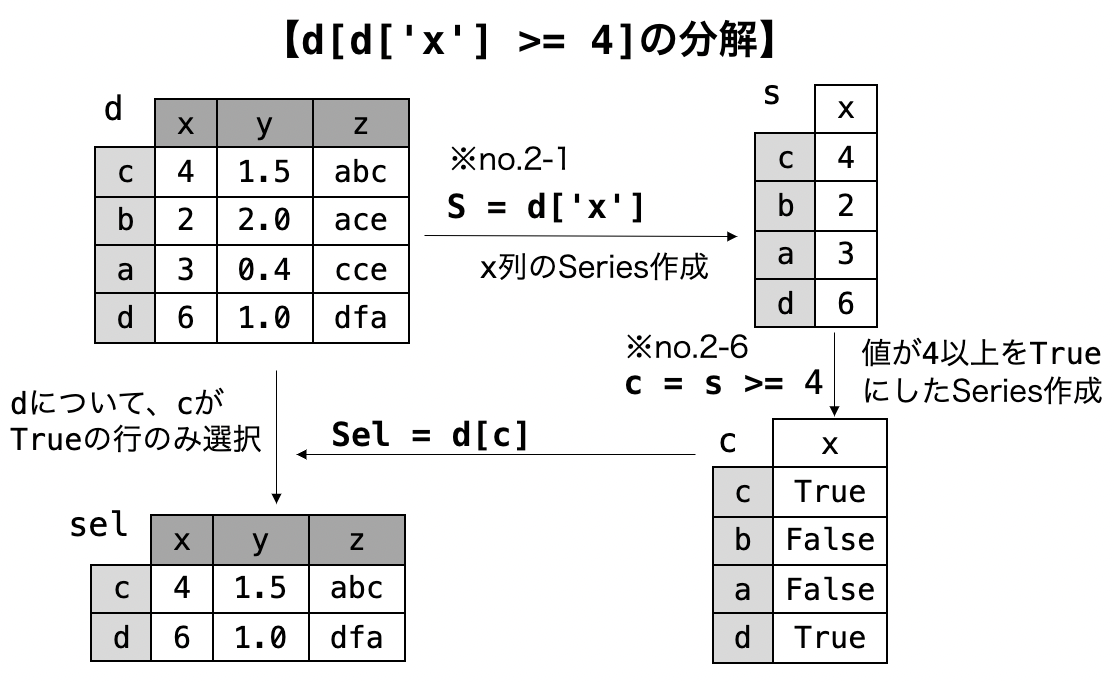 【d[d['x'] >= 4]の分解】
d
x y z
c 4 1.5 abc
b 2 2.0 ace
a 3 0.4 cce
d 6 1.0 dfa
※no.2-1
S = d['x']
x列のSeries作成
s
x
c 4
b 2
a 3
d 6
※no.2-6
c = s >= 4
値が4以上をTrue
にしたSeries作成
dについて、cが
Trueの行のみ選択
Sel = d[c]
c
x
c True
b False
a False
d True
sel
x y z
c 4 1.5 abc
d 6 1.0 dfa